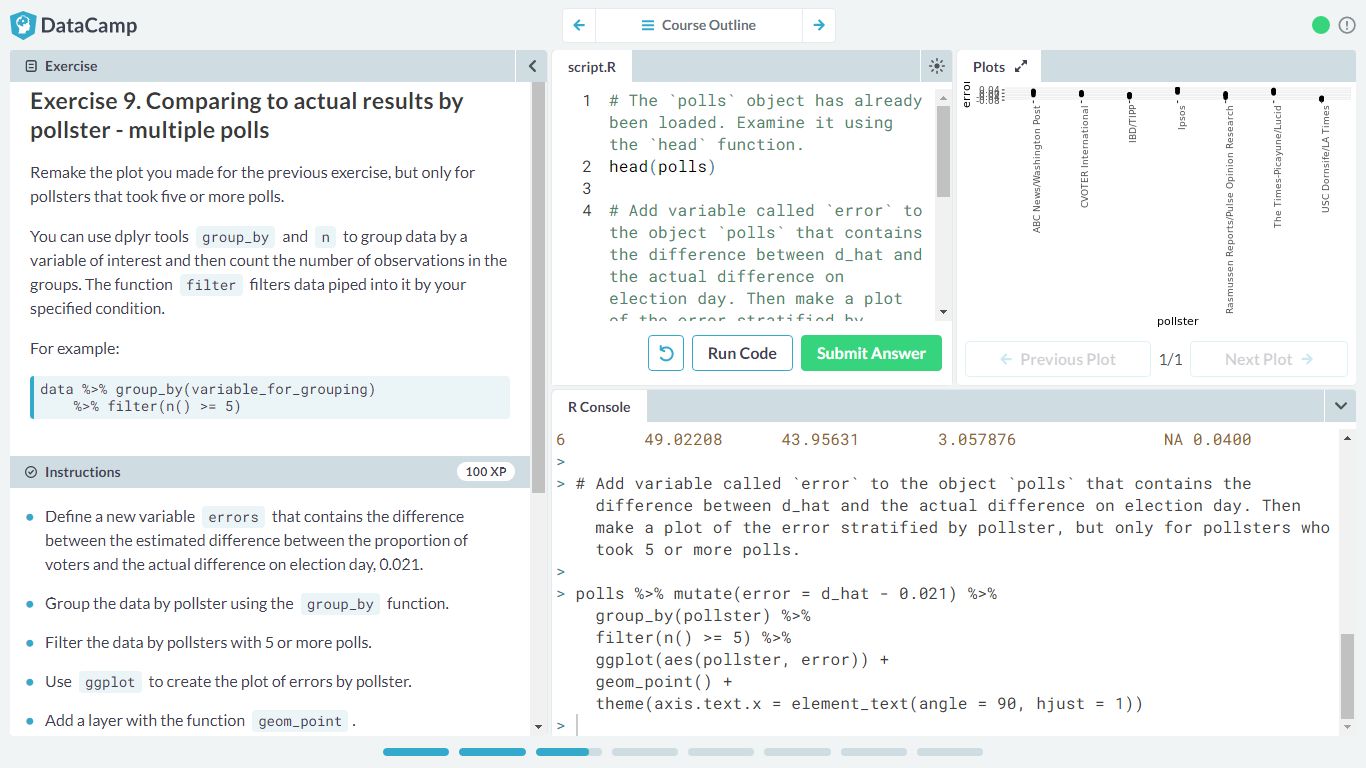 DataCamp
Course Outline
Exercise
Exercise 9. Comparing to actual results by
pollster - multiple polls
Remake the plot you made for the previous exercise, but only for
pollsters that took five or more polls.
You can use dplyr tools group_by and n to group data by a
variable of interest and then count the number of observations in the
groups. The function filter filters data piped into it by your
specified condition.
For example:
data %>% group_by(variable_for_grouping)
%>% filter(n() >= 5)
Instructions
100 XP
Define a new variable errors that contains the difference
between the estimated difference between the proportion of
voters and the actual difference on election day, 0.021.
Group the data by pollster using the group_by function.
Filter the data by pollsters with 5 or more polls.
Use ggplot to create the plot of errors by pollster.
Add a layer with the function geom_point .
script.R
1 # The `polls` object has already
been loaded. Examine it using
the `head` function.
2 head(polls)
3
4 # Add variable called `error` to
the object `polls` that contains
the difference between d_hat and
the actual difference on
election day. Then make a plot
of the error stratified by
Run Code
Submit Answer
Plots
error
ABC News/Washington Post
CVOTER International
IBD/TIPP
Ipsos
Rasmussen Reports/Pulse Opinion Research
The Times-Picayune/Lucid
USC Dornsife/LA Times
pollster
Previous Plot
1/1
Next Plot
R Console
6 49.02208 43.95631 3.057876 NA 0.0400
>
> # Add variable called `error` to the object `polls` that contains the
difference between d_hat and the actual difference on election day. Then
make a plot of the error stratified by pollster, but only for pollsters who
took 5 or more polls.
>
> polls %>% mutate(error = d_hat - 0.021) %>%
group_by(pollster) %>%
filter(n() >= 5) %>%
ggplot(aes(pollster, error)) +
geom_point() +
theme(axis.text.x = element_text(angle = 90, hjust = 1))
>